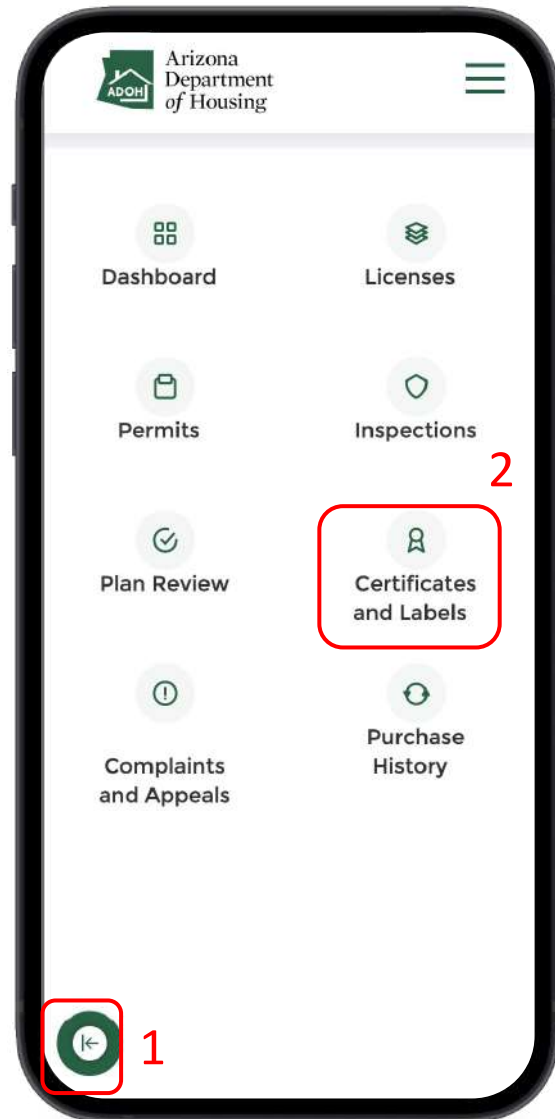 Arizona
Department
of Housing
ADOH
Dashboard
Licenses
Permits
Inspections
2
Plan Review
Certificates
and Labels
Complaints
and Appeals
Purchase
History
1